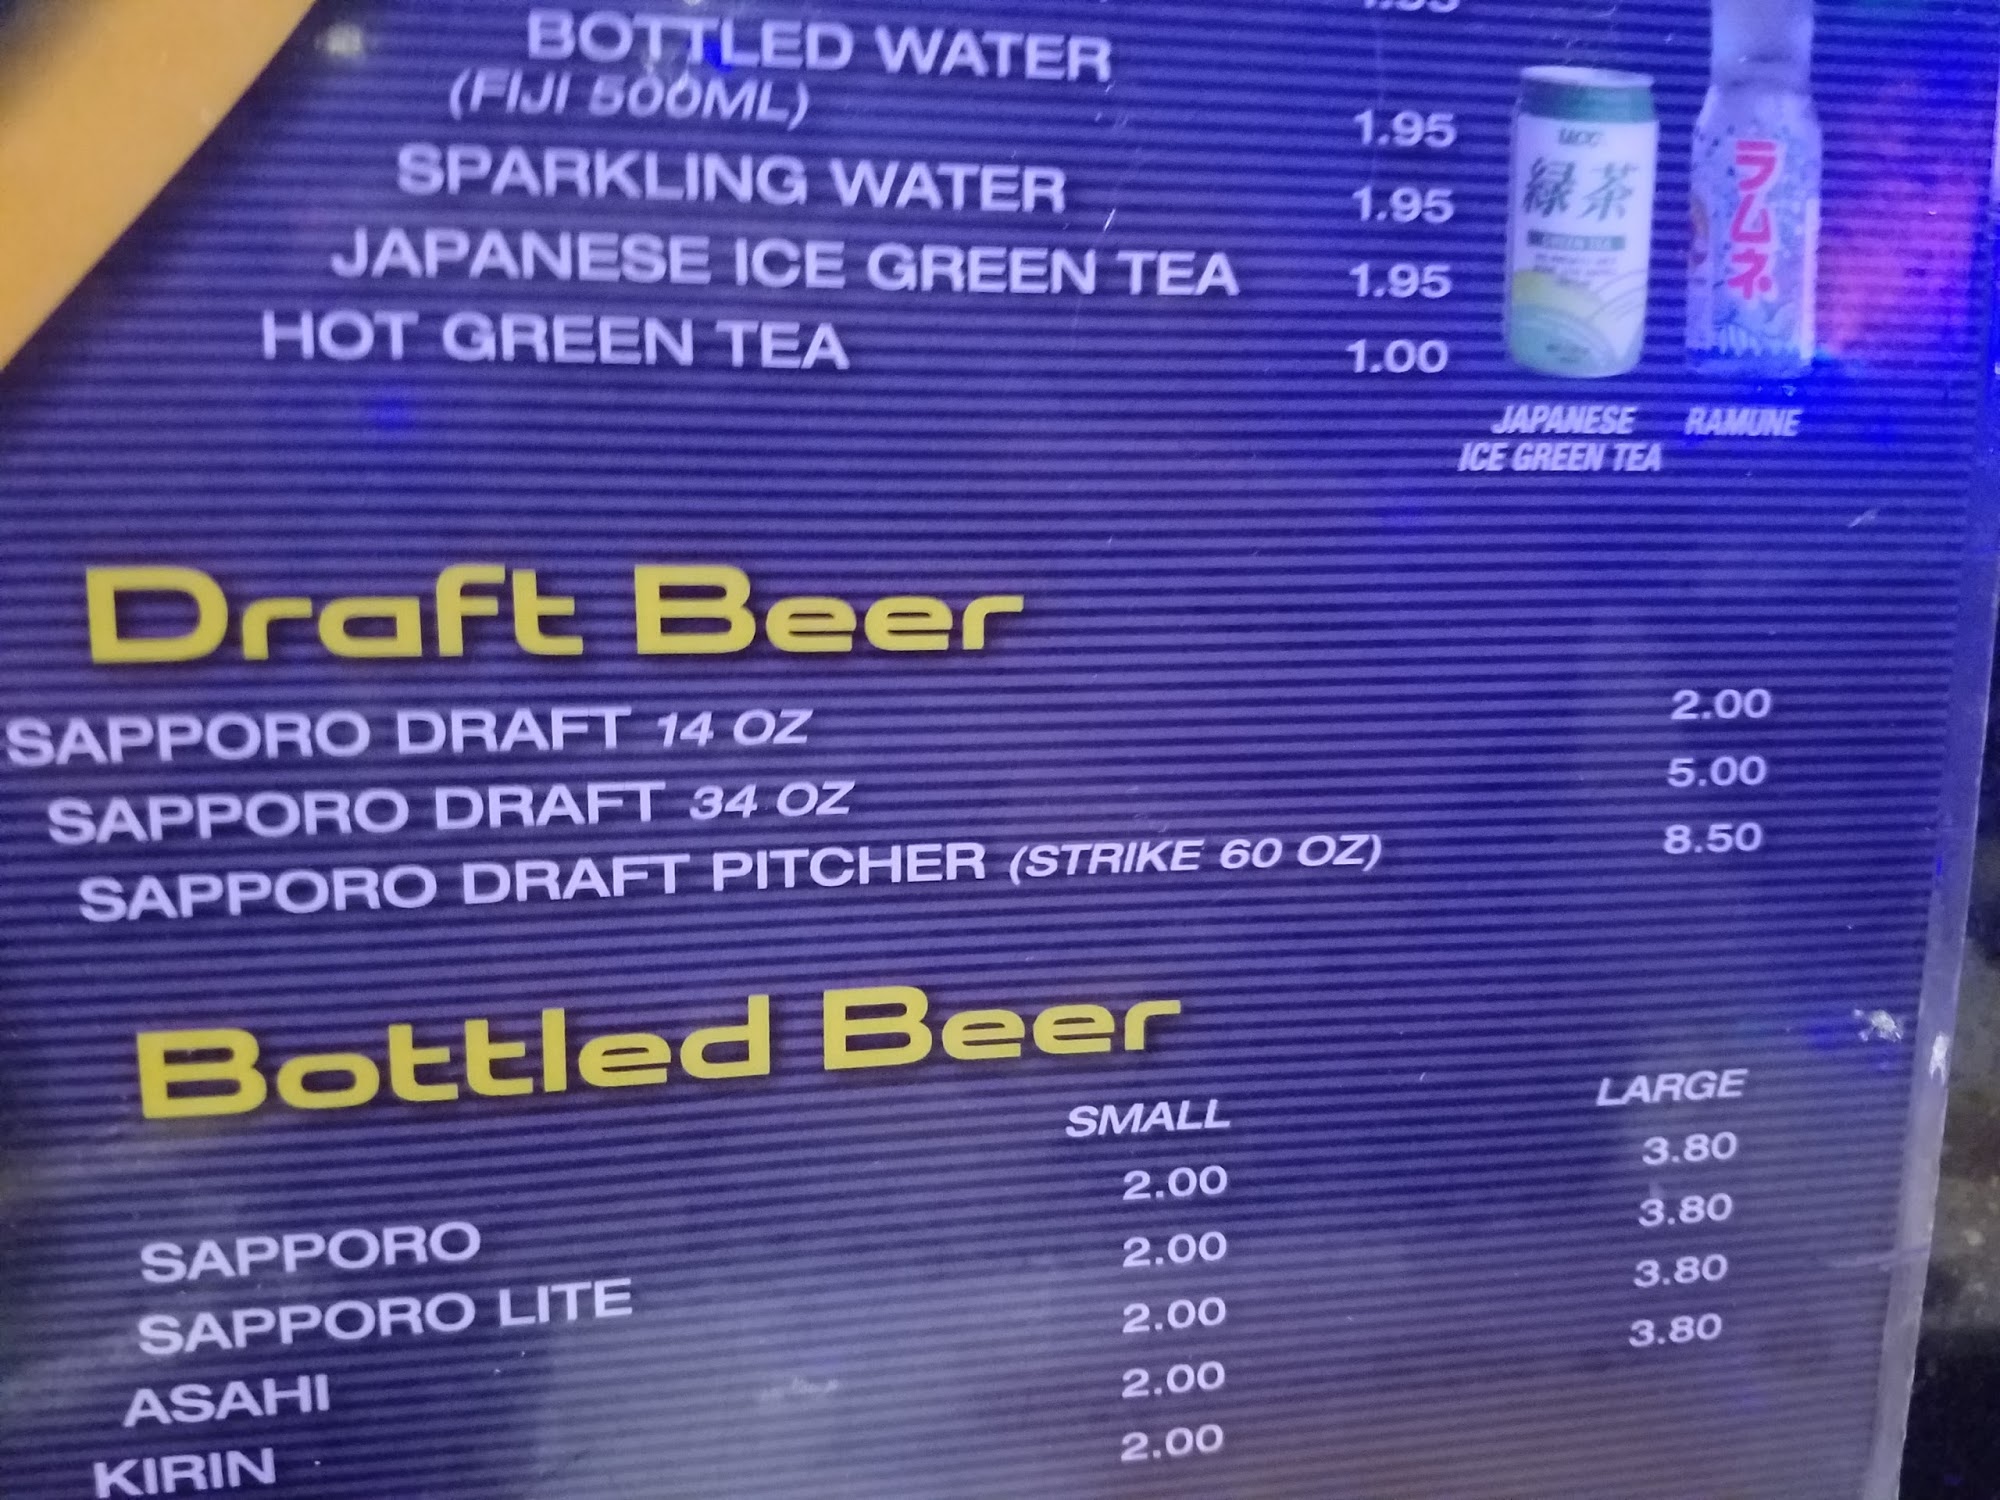 BOTTLED WATER
(FIJI 500ML) 1.95
SPARKLING WATER 1.95
JAPANESE ICE GREEN TEA 1.95
HOT GREEN TEA 1.00
UCC
緑茶
GREEN TEA
ラムネ
JAPANESE
ICE GREEN TEA
RAMUNE
Draft Beer
SAPPORO DRAFT 14 OZ 2.00
SAPPORO DRAFT 34 OZ 5.00
SAPPORO DRAFT PITCHER (STRIKE 60 OZ) 8.50
Bottled Beer
SMALL LARGE
SAPPORO 2.00 3.80
SAPPORO LITE 2.00 3.80
ASAHI 2.00 3.80
KIRIN 2.00 3.80
2.00